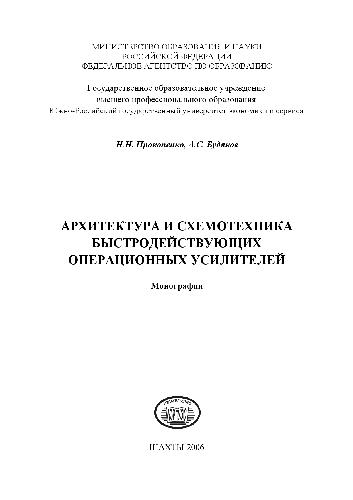 МИНИСТЕРСТВО ОБРАЗОВАНИЯ И НАУКИ
РОССИЙСКОЙ ФЕДЕРАЦИИ
ФЕДЕРАЛЬНОЕ АГЕНТСТВО ПО ОБРАЗОВАНИЮ
Государственное образовательное учреждение
высшего профессионального образования
Южно-Российский государственный университет экономики и сервиса
Н.Н. Прокопенко, А.С. Будяков
АРХИТЕКТУРА И СХЕМОТЕХНИКА
БЫСТРОДЕЙСТВУЮЩИХ
ОПЕРАЦИОННЫХ УСИЛИТЕЛЕЙ
Монография
ШАХТЫ 2006